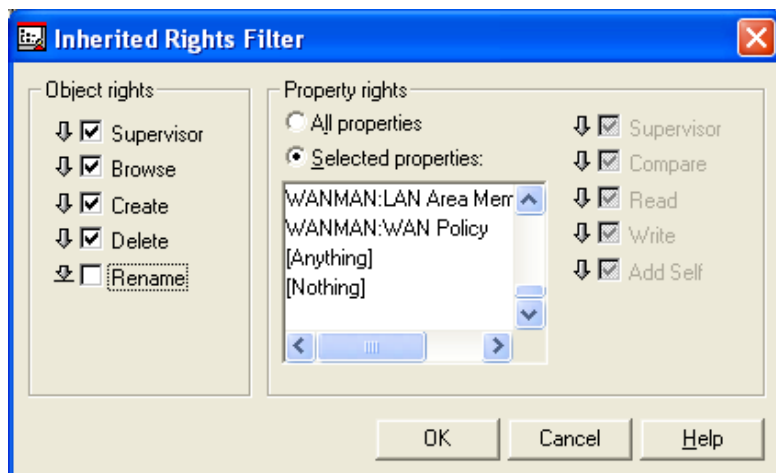 Inherited Rights Filter
Object rights
Supervisor
Browse
Create
Delete
Rename
Property rights
All properties
Selected properties:
WANMAN:LAN Area Mem
WANMAN:WAN Policy
[Anything]
[Nothing]
Supervisor
Compare
Read
Write
Add Self
OK
Cancel
Help